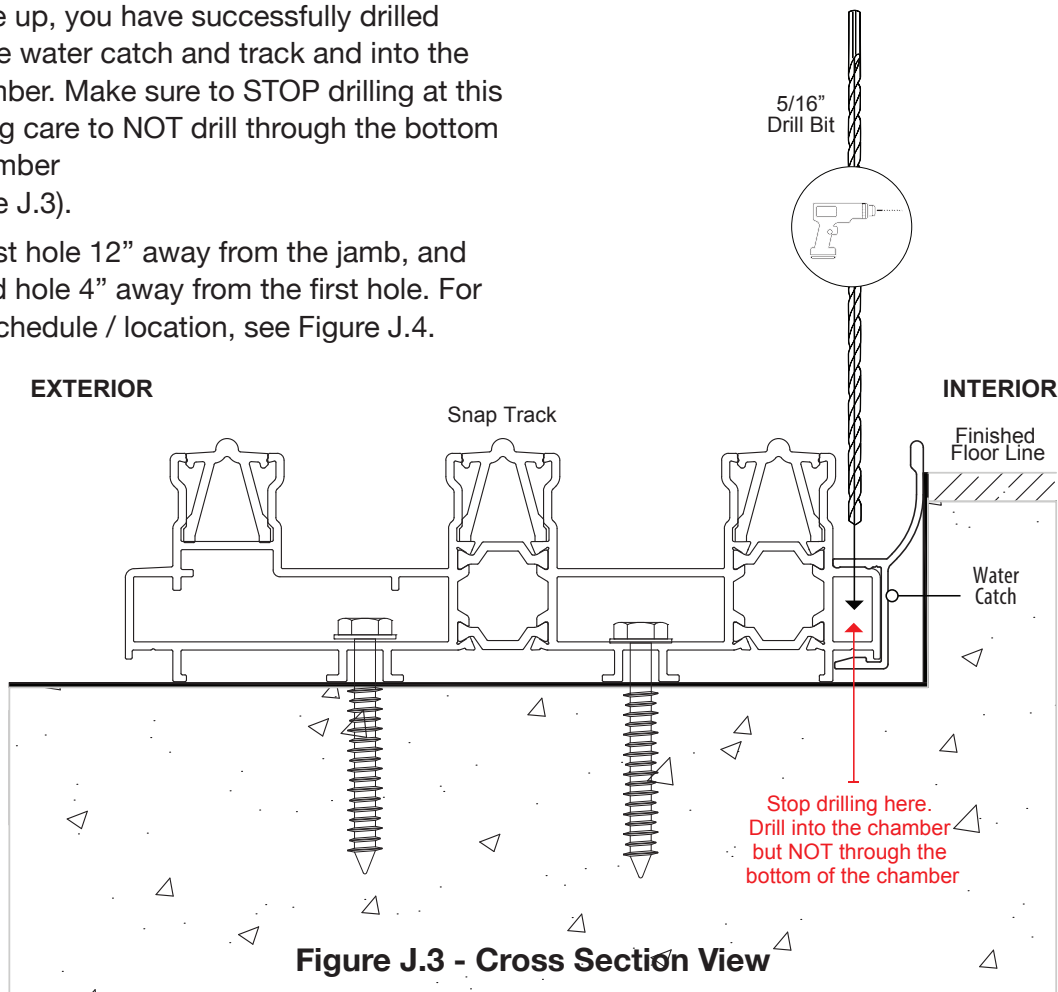 e up, you have successfully drilled
e water catch and track and into the
ber. Make sure to STOP drilling at this
g care to NOT drill through the bottom
mber
e J.3).
st hole 12” away from the jamb, and
d hole 4” away from the first hole. For
schedule / location, see Figure J.4.
5/16”
Drill Bit
EXTERIOR
INTERIOR
Snap Track
Finished
Floor Line
Water
Catch
Stop drilling here.
Drill into the chamber
but NOT through the
bottom of the chamber
Figure J.3 - Cross Section View